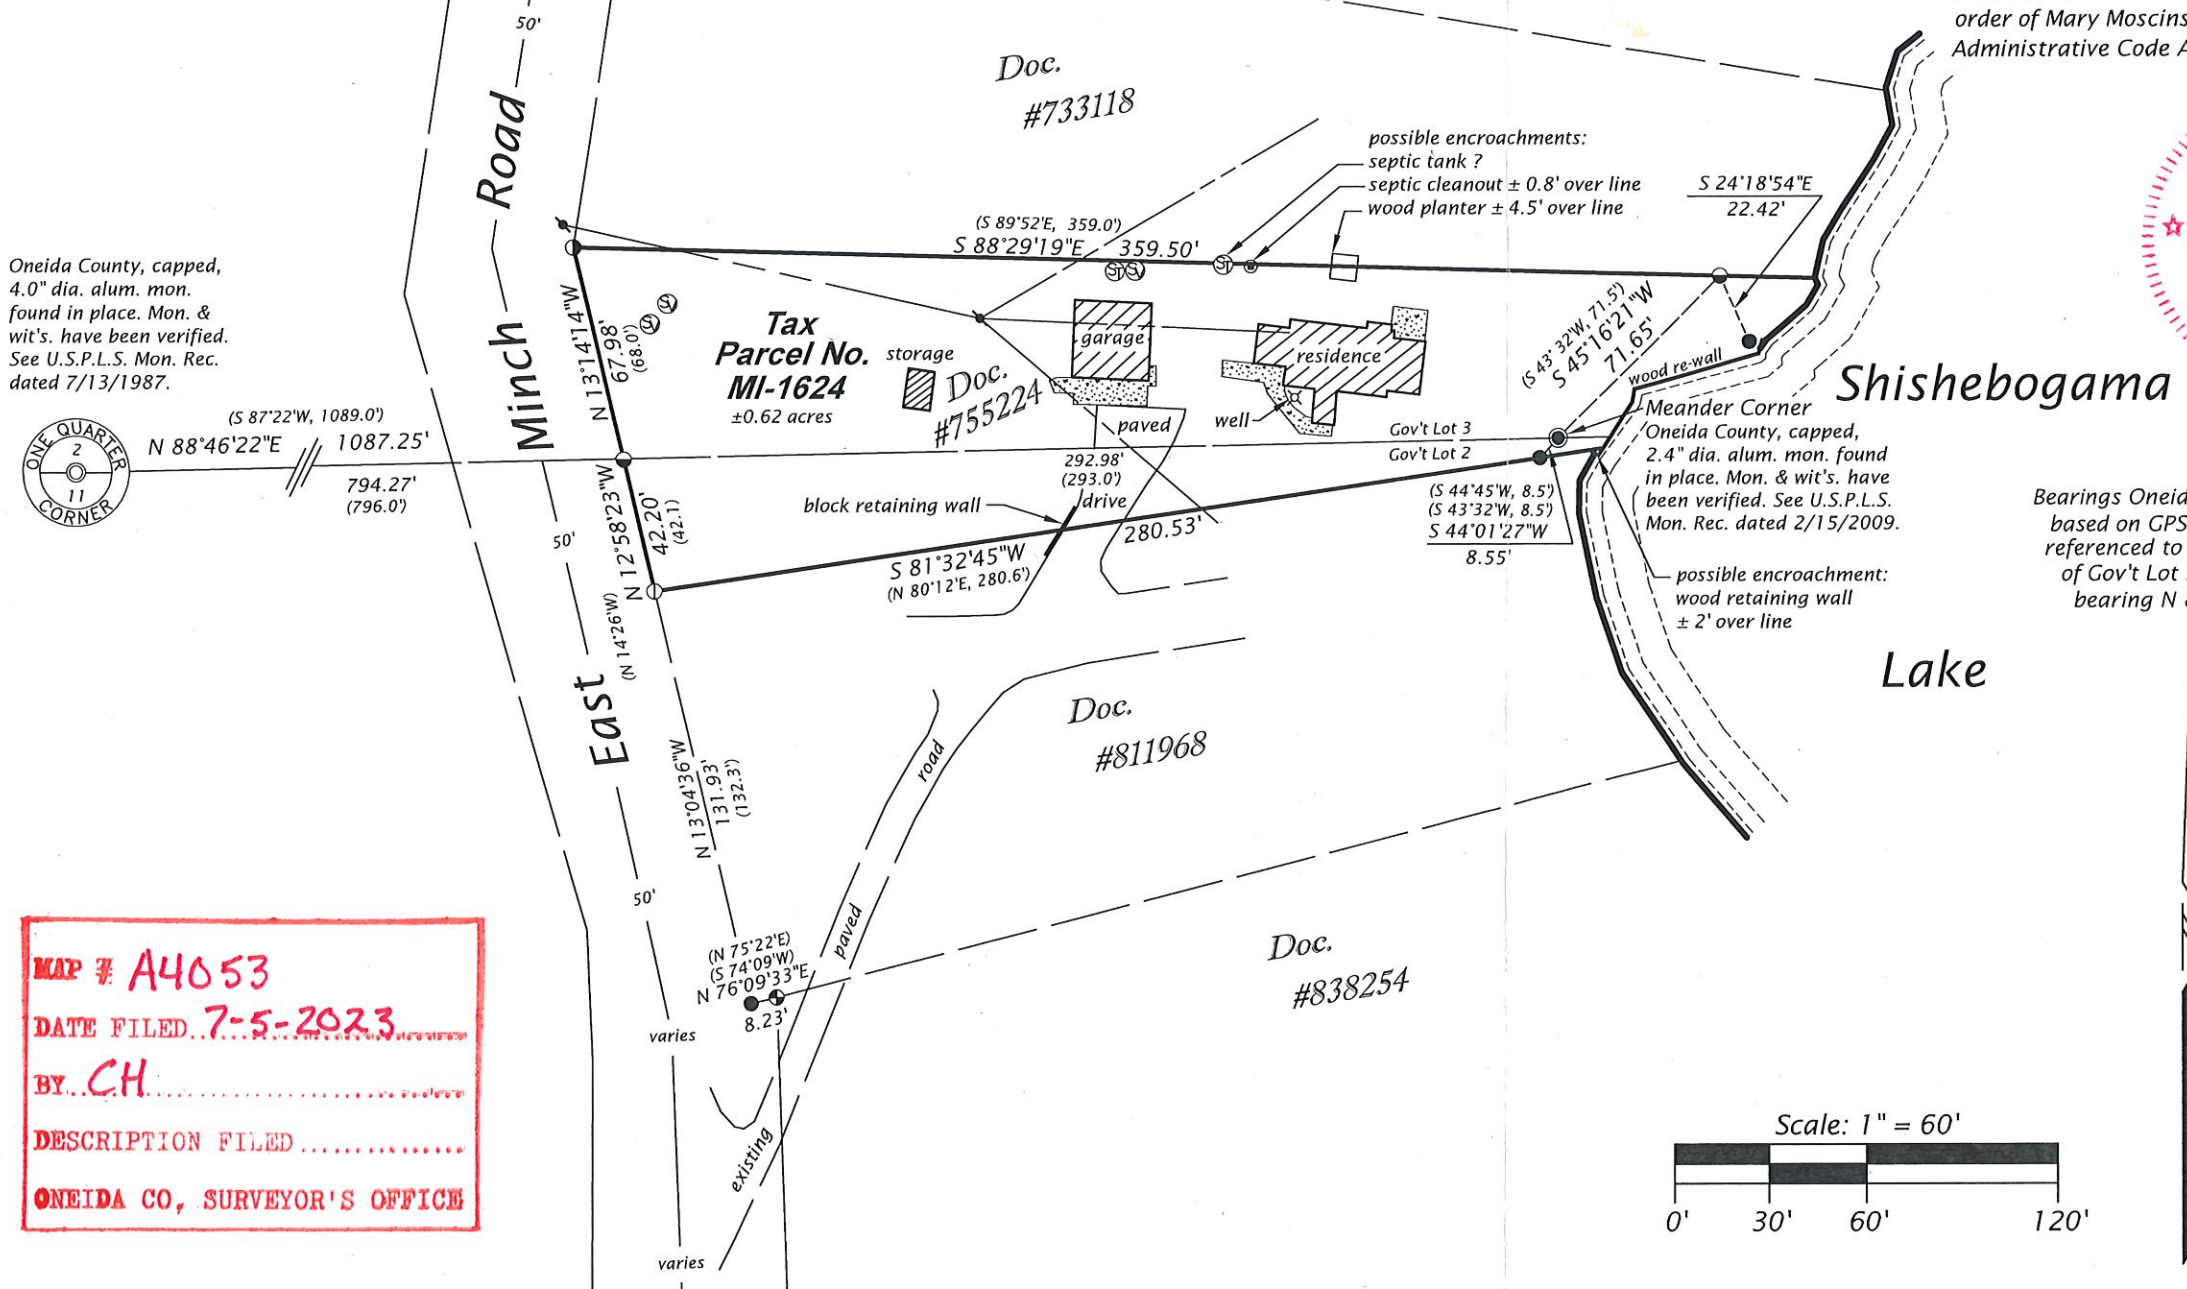 50'
order of Mary Moscins
Administrative Code A
Doc.
#733118
Minch Road
possible encroachments:
septic tank ?
septic cleanout ± 0.8' over line
wood planter ± 4.5' over line
S 24°18'54"E
22.42'
(S 89°52'E, 359.0')
S 88°29'19"E 359.50'
ST SV
ST
Oneida County, capped,
4.0" dia. alum. mon.
found in place. Mon. &
wit's. have been verified.
See U.S.P.L.S. Mon. Rec.
dated 7/13/1987.
N 13°14'14"W
67.98'
(68.0')
SV
SV
Tax
Parcel No.
MI-1624
±0.62 acres
storage
Doc.
#755224
garage
residence
well
paved
drive
(S 43°32'W, 71.5')
S 45°16'21"W
71.65'
wood re-wall
Shishebogama
Lake
Meander Corner
Oneida County, capped,
2.4" dia. alum. mon. found
in place. Mon. & wit's. have
been verified. See U.S.P.L.S.
Mon. Rec. dated 2/15/2009.
ONE QUARTER
2
11
CORNER
(S 87°22'W, 1089.0')
N 88°46'22"E 1087.25'
794.27'
(796.0')
Gov't Lot 3
Gov't Lot 2
292.98'
(293.0')
block retaining wall
280.53'
S 81°32'45"W
(N 80°12'E, 280.6')
(S 44°45'W, 8.5')
(S 43°32'W, 8.5')
S 44°01'27"W
8.55'
N 12°58'23"W
42.20'
(42.1')
(N 14°26'W)
50'
Bearings Oneid
based on GPS
referenced to
of Gov't Lot
bearing N
possible encroachment:
wood retaining wall
± 2' over line
East
N 13°04'36"W
131.93'
(132.3')
Doc.
#811968
road
paved
existing
50'
(N 75°22'E)
(S 74°09'W)
N 76°09'33"E
8.23'
varies
varies
Doc.
#838254
MAP # A4053
DATE FILED 7-5-2023
BY CH
DESCRIPTION FILED
ONEIDA CO, SURVEYOR'S OFFICE
Scale: 1" = 60'
0' 30' 60' 120'